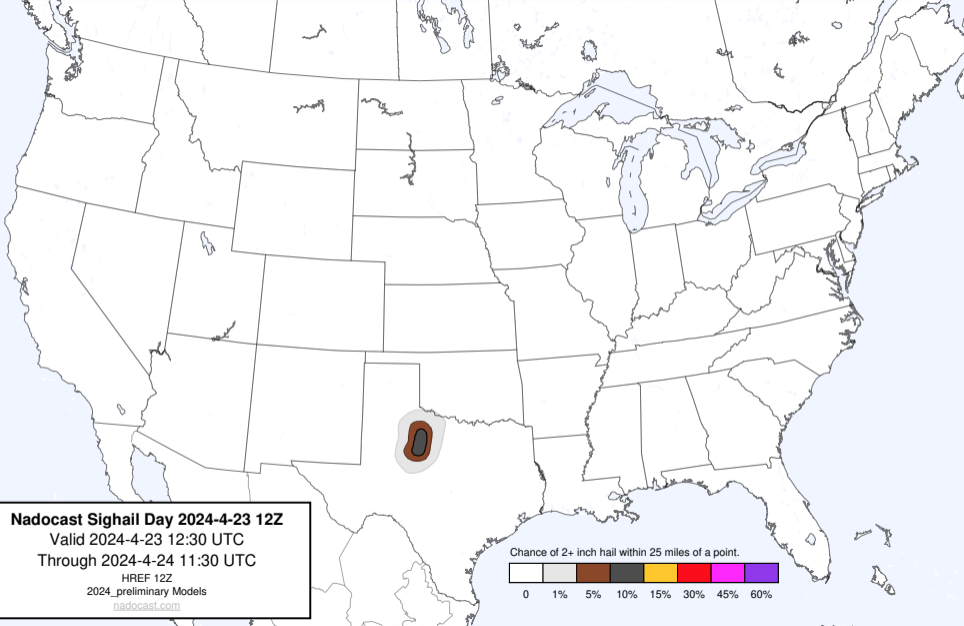 Nadocast Sighail Day 2024-4-23 12Z
Valid 2024-4-23 12:30 UTC
Through 2024-4-24 11:30 UTC
HREF 12Z
2024_preliminary Models
nadocast.com
Chance of 2+ inch hail within 25 miles of a point.
0 1% 5% 10% 15% 30% 45% 60%